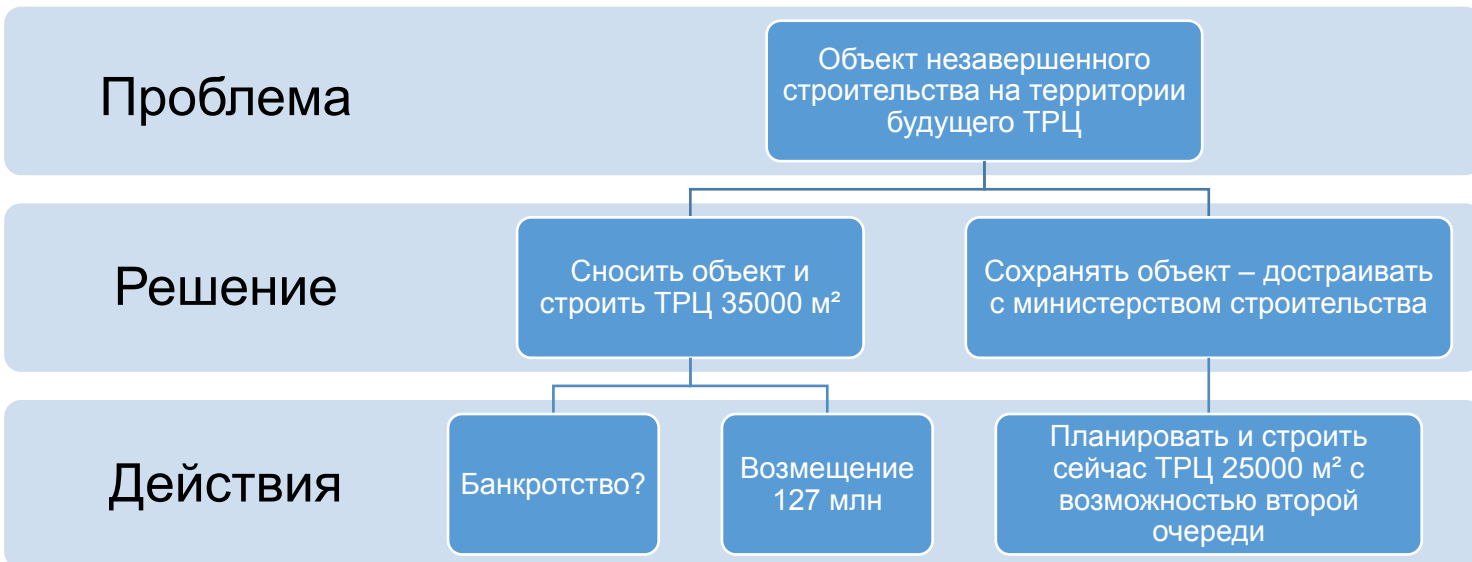 Проблема
Объект незавершенного
строительства на территории
будущего ТРЦ
Решение
Сносить объект и
строить ТРЦ 35000 м²
Сохранять объект – достраивать
с министерством строительства
Действия
Банкротство?
Возмещение
127 млн
Планировать и строить
сейчас ТРЦ 25000 м² с
возможностью второй
очереди